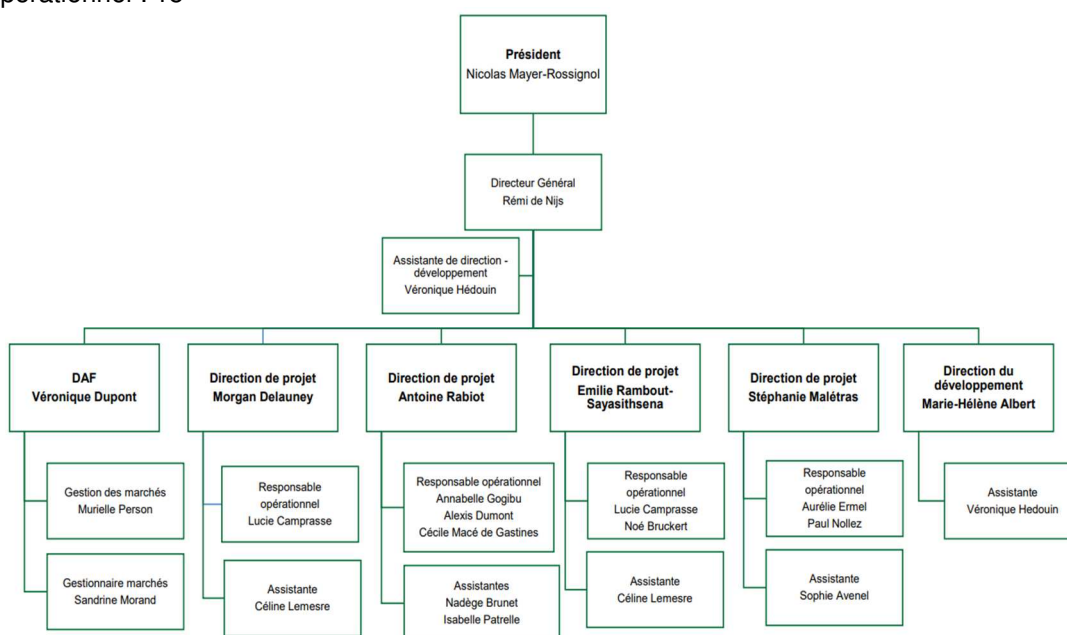 Président
Nicolas Mayer-Rossignol
Directeur Général
Rémi de Nijs
Assistante de direction -
développement
Véronique Hédouin
DAF
Véronique Dupont
Gestion des marchés
Murielle Person
Gestionnaire marchés
Sandrine Morand
Direction de projet
Morgan Delauney
Responsable
opérationnel
Lucie Camprasse
Assistante
Céline Lemesre
Direction de projet
Antoine Rabiot
Responsable opérationnel
Annabelle Gogibu
Alexis Dumont
Cécile Macé de Gastines
Assistantes
Nadège Brunet
Isabelle Patrelle
Direction de projet
Emilie Rambout-
Sayasithsena
Responsable
opérationnel
Lucie Camprasse
Noé Bruckert
Assistante
Céline Lemesre
Direction de projet
Stéphanie Malétras
Responsable
opérationnel
Aurélie Ermel
Paul Nollez
Assistante
Sophie Avenel
Direction du
développement
Marie-Hélène Albert
Assistante
Véronique Hedouin